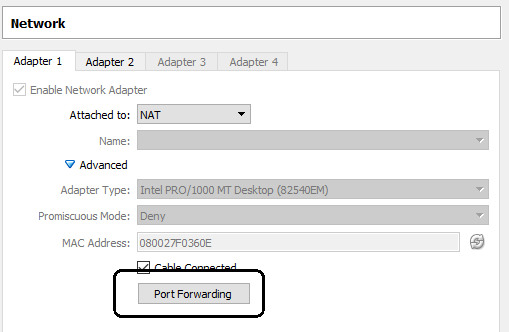 Network
Adapter 1 Adapter 2 Adapter 3 Adapter 4
Enable Network Adapter
Attached to: NAT
Name:
Advanced
Adapter Type: Intel PRO/1000 MT Desktop (82540EM)
Promiscuous Mode: Deny
MAC Address: 080027F0360E
Cable Connected
Port Forwarding